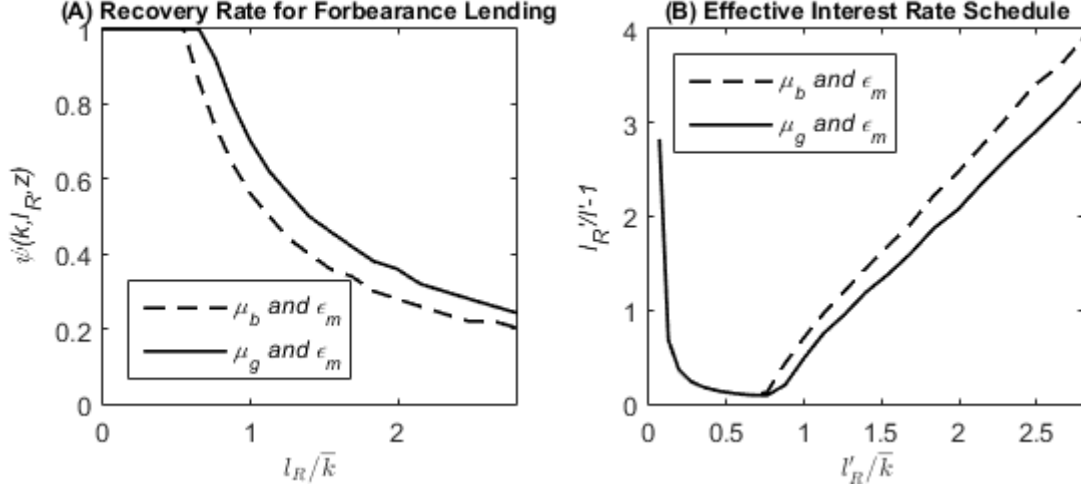 (A) Recovery Rate for Forbearance Lending
1
0.8
0.6
0.4
0.2
0
ψ(k,l_R,z)
μ_b and ϵ_m
μ_g and ϵ_m
0 1 2
l_R/k̅
(B) Effective Interest Rate Schedule
4
3
2
1
0
l_R'/l'-1
μ_b and ϵ_m
μ_g and ϵ_m
0 0.5 1 1.5 2 2.5
l'_R/k̅